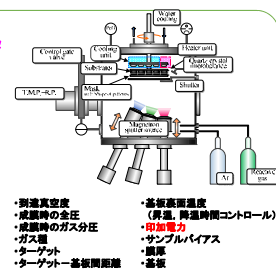 Water
cooling
Control gate
valve
Cooling
unit
Heater unit
Substrate
Quartz crystal
microbalance
T.M.P.+R.P.
Mask
Shutter
Magnetron
sputter source
Ar
Reactive
gas
・到達真空度
・成膜時の全圧
・成膜時のガス分圧
・ガス種
・ターゲット
・ターゲットー基板間距離
・基板裏面温度
(昇温, 降温時間コントロール)
・印加電力
・サンプルバイアス
・膜厚
・基板